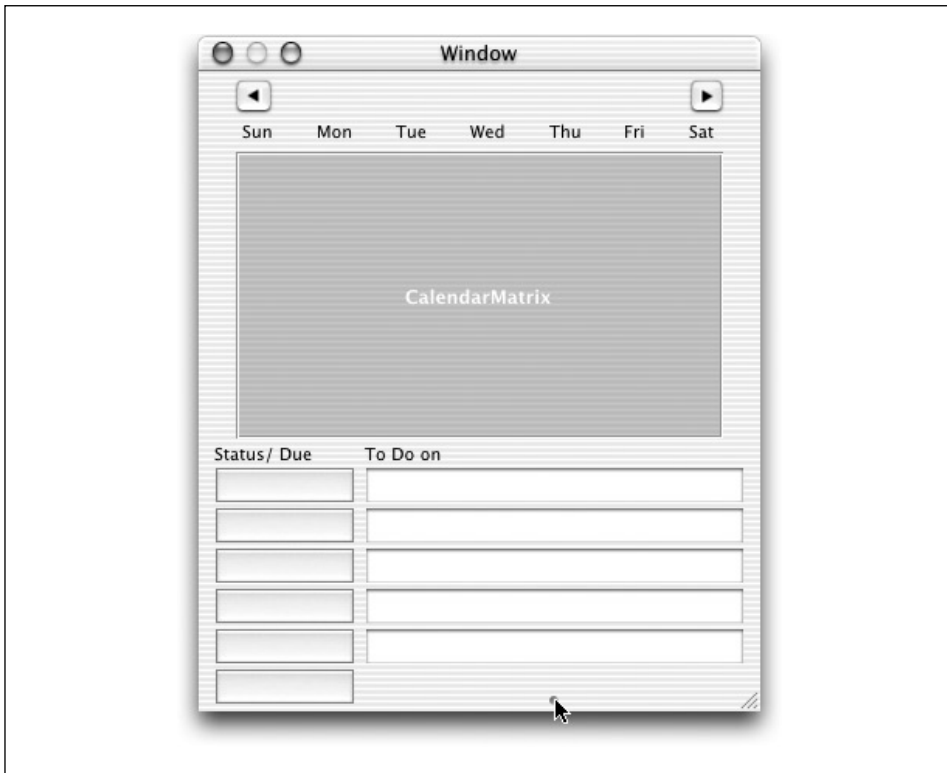 Window
Sun Mon Tue Wed Thu Fri Sat
CalendarMatrix
Status/ Due To Do on